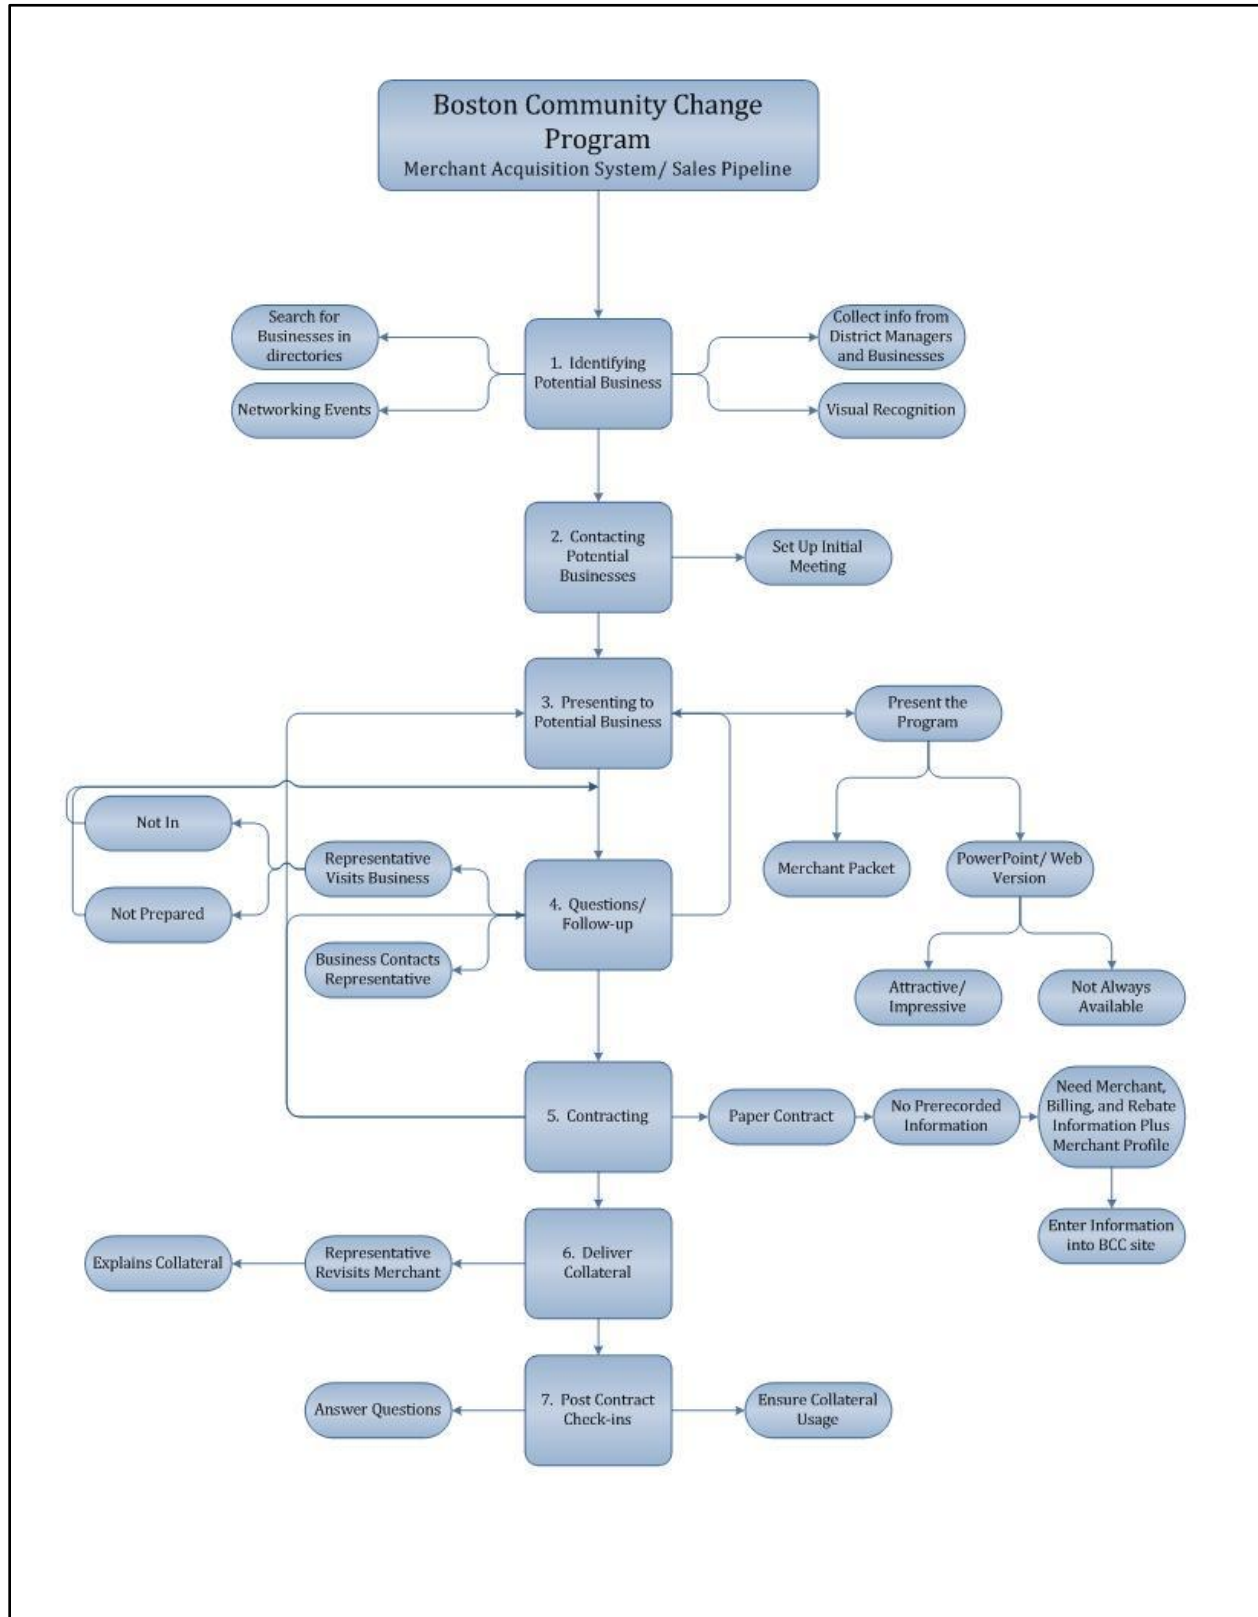 Boston Community Change
Program
Merchant Acquisition System/ Sales Pipeline
Search for
Businesses in
directories
Networking Events
1. Identifying
Potential Business
Collect info from
District Managers
and Businesses
Visual Recognition
2. Contacting
Potential
Businesses
Set Up Initial
Meeting
3. Presenting to
Potential Business
Present the
Program
Merchant Packet
PowerPoint/ Web
Version
Attractive/
Impressive
Not Always
Available
Not In
Not Prepared
Representative
Visits Business
Business Contacts
Representative
4. Questions/
Follow-up
5. Contracting
Paper Contract
No Prerecorded
Information
Need Merchant,
Billing, and Rebate
Information Plus
Merchant Profile
Enter Information
into BCC site
6. Deliver
Collateral
Representative
Revisits Merchant
Explains Collateral
7. Post Contract
Check-ins
Answer Questions
Ensure Collateral
Usage